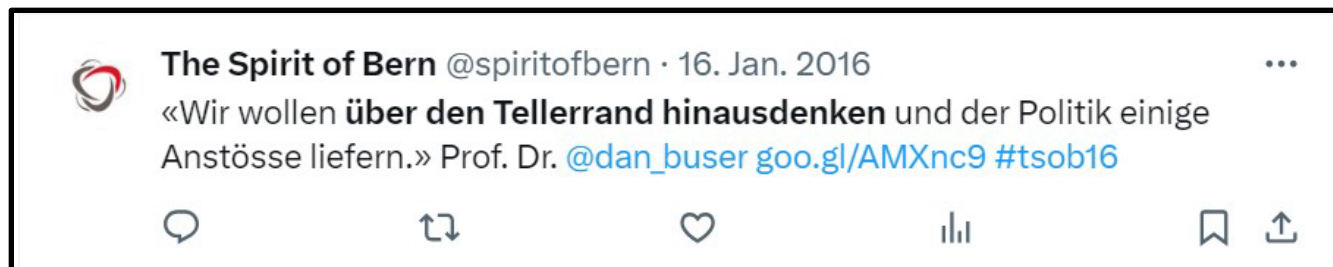 The Spirit of Bern @spiritofbern · 16. Jan. 2016
«Wir wollen über den Tellerrand hinausdenken und der Politik einige
Anstösse liefern.» Prof. Dr. @dan_buser goo.gl/AMXnc9 #tsob16